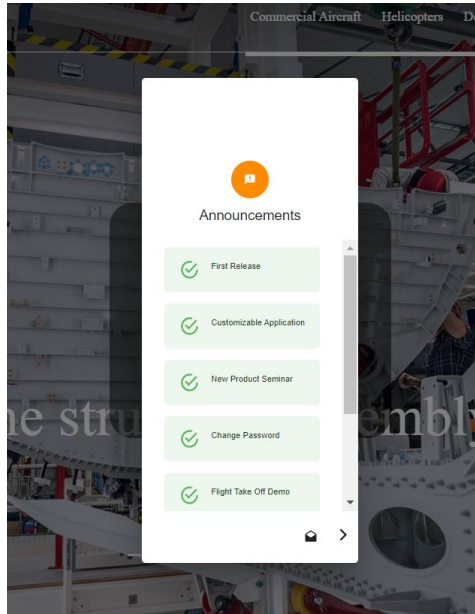 Commercial Aircraft Helicopters
Announcements
First Release
Customizable Application
New Product Seminar
Change Password
Flight Take Off Demo